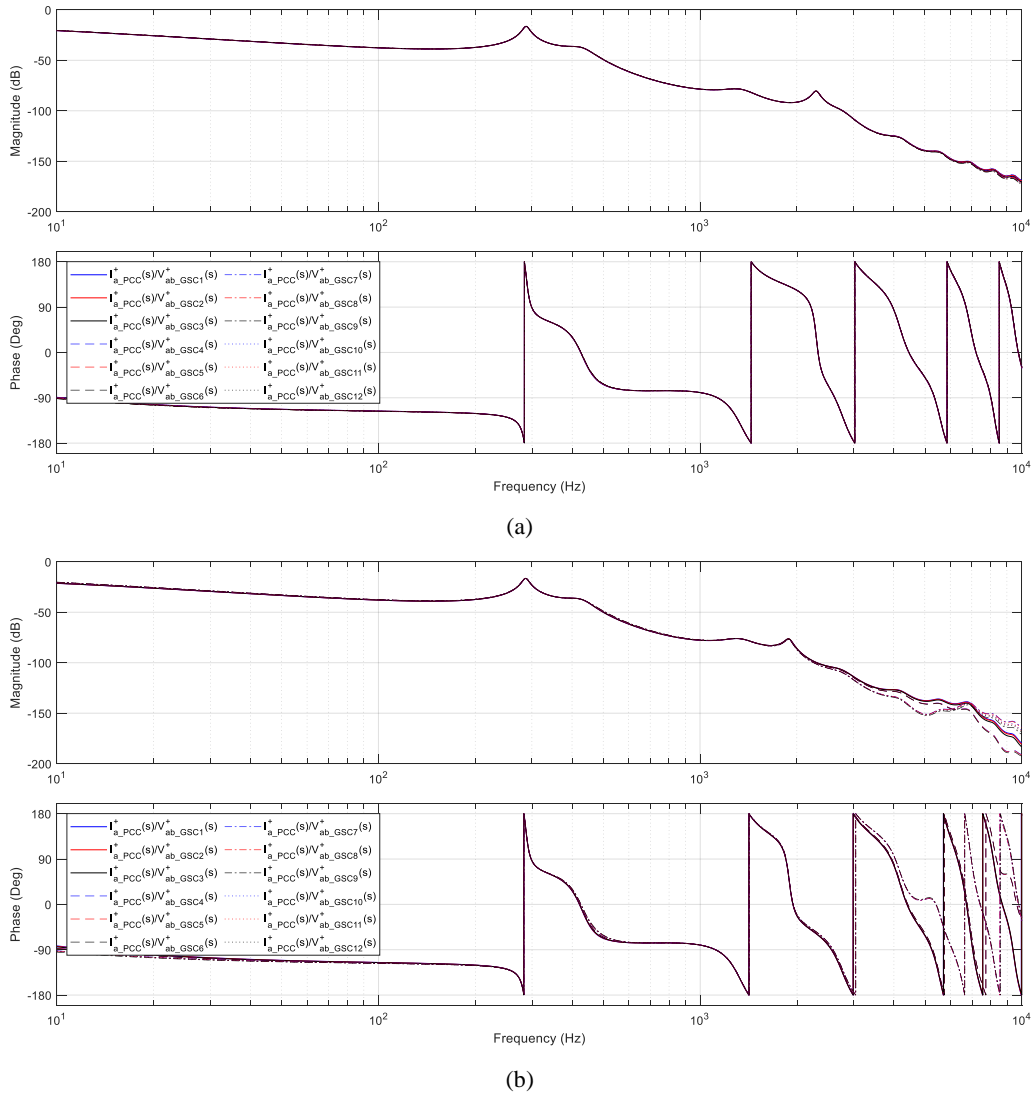 0
-50
-100
-150
-200
Magnitude (dB)
10^1 10^2 10^3 10^4
180
90
0
-90
-180
Phase (Deg)
I^+_{a_PCC}(s)/V^+_{ab_GSC1}(s) I^+_{a_PCC}(s)/V^+_{ab_GSC7}(s)
I^+_{a_PCC}(s)/V^+_{ab_GSC2}(s) I^+_{a_PCC}(s)/V^+_{ab_GSC8}(s)
I^+_{a_PCC}(s)/V^+_{ab_GSC3}(s) I^+_{a_PCC}(s)/V^+_{ab_GSC9}(s)
I^+_{a_PCC}(s)/V^+_{ab_GSC4}(s) I^+_{a_PCC}(s)/V^+_{ab_GSC10}(s)
I^+_{a_PCC}(s)/V^+_{ab_GSC5}(s) I^+_{a_PCC}(s)/V^+_{ab_GSC11}(s)
I^+_{a_PCC}(s)/V^+_{ab_GSC6}(s) I^+_{a_PCC}(s)/V^+_{ab_GSC12}(s)
10^1 10^2 10^3 10^4
Frequency (Hz)
(a)
0
-50
-100
-150
-200
Magnitude (dB)
10^1 10^2 10^3 10^4
180
90
0
-90
-180
Phase (Deg)
I^+_{a_PCC}(s)/V^+_{ab_GSC1}(s) I^+_{a_PCC}(s)/V^+_{ab_GSC7}(s)
I^+_{a_PCC}(s)/V^+_{ab_GSC2}(s) I^+_{a_PCC}(s)/V^+_{ab_GSC8}(s)
I^+_{a_PCC}(s)/V^+_{ab_GSC3}(s) I^+_{a_PCC}(s)/V^+_{ab_GSC9}(s)
I^+_{a_PCC}(s)/V^+_{ab_GSC4}(s) I^+_{a_PCC}(s)/V^+_{ab_GSC10}(s)
I^+_{a_PCC}(s)/V^+_{ab_GSC5}(s) I^+_{a_PCC}(s)/V^+_{ab_GSC11}(s)
I^+_{a_PCC}(s)/V^+_{ab_GSC6}(s) I^+_{a_PCC}(s)/V^+_{ab_GSC12}(s)
10^1 10^2 10^3 10^4
Frequency (Hz)
(b)